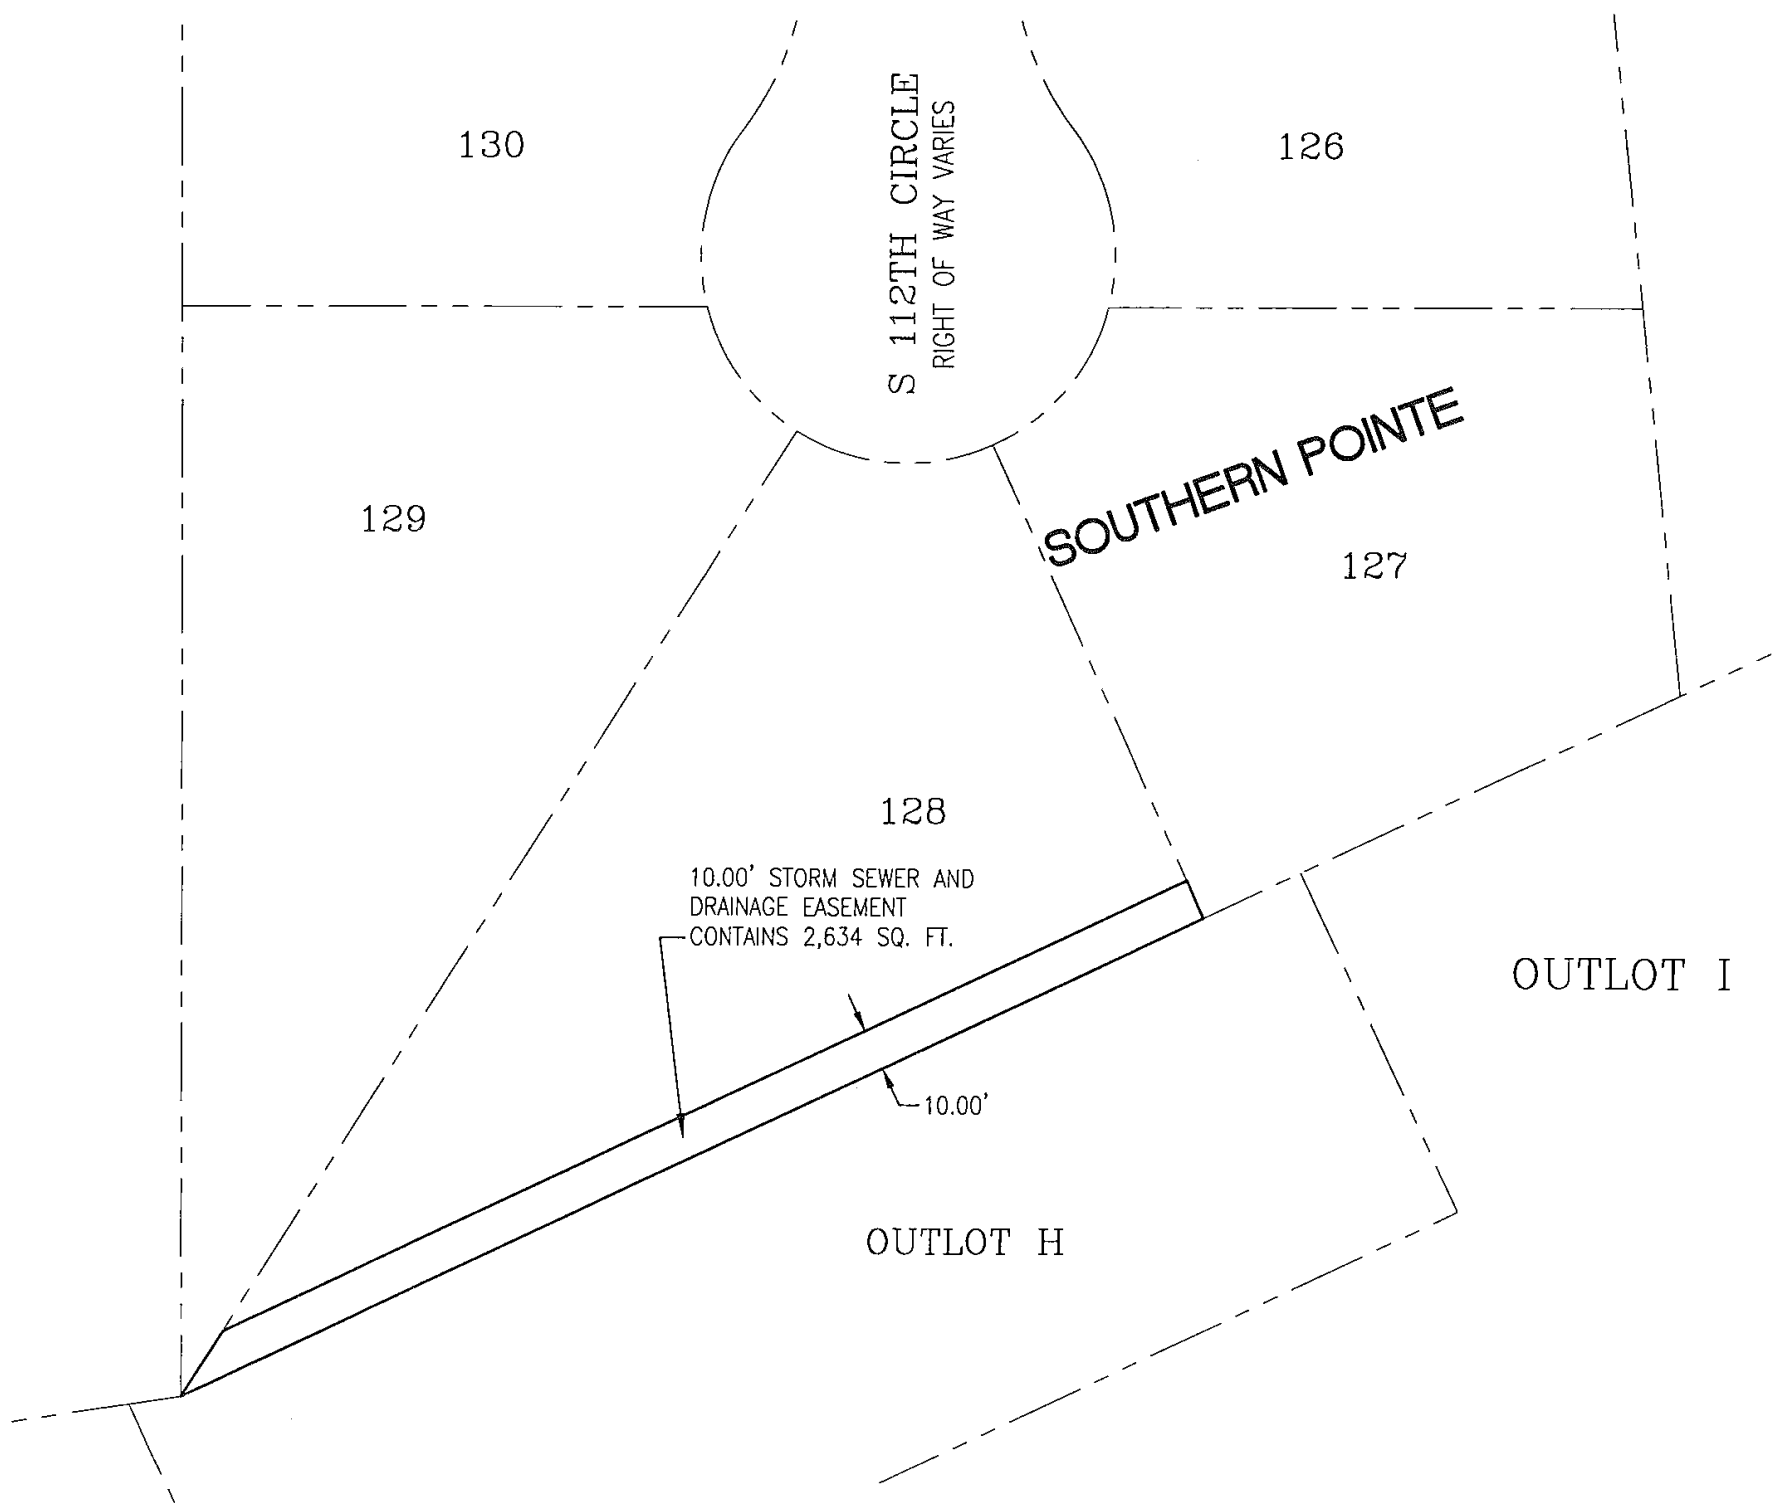 130
S 112TH CIRCLE
RIGHT OF WAY VARIES
126
SOUTHERN POINTE
129
127
128
10.00' STORM SEWER AND
DRAINAGE EASEMENT
CONTAINS 2,634 SQ. FT.
OUTLOT I
10.00'
OUTLOT H